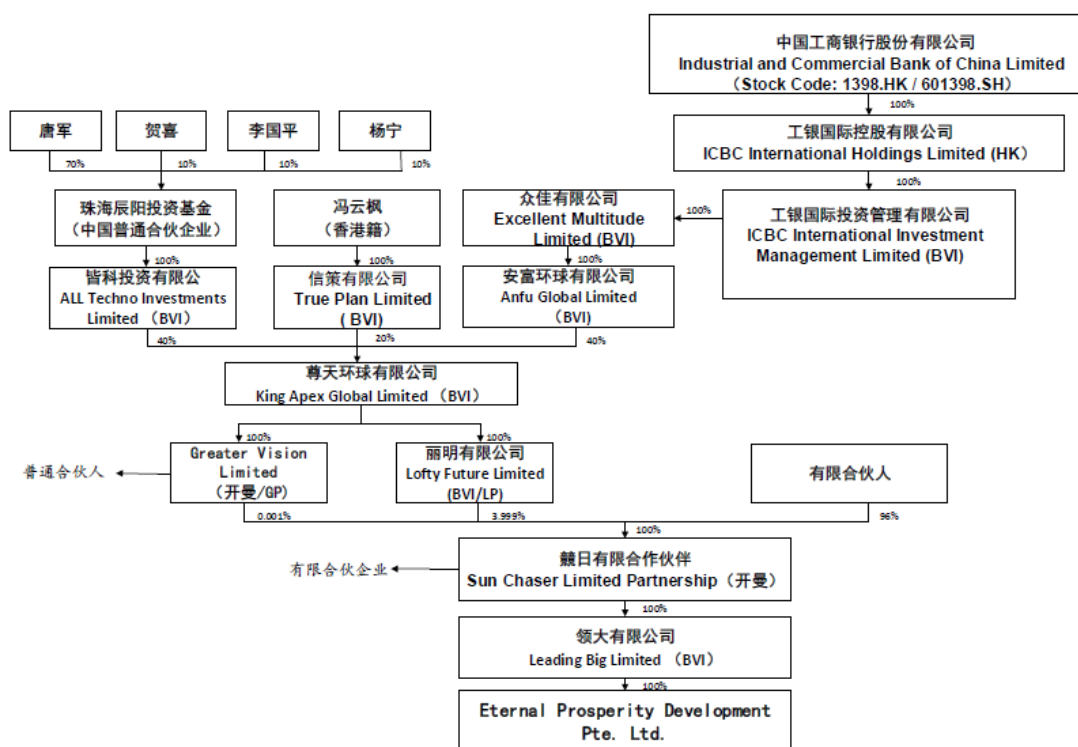 中国工商银行股份有限公司
Industrial and Commercial Bank of China Limited
（Stock Code: 1398.HK / 601398.SH）
100%
唐军
贺喜
李国平
杨宁
70%
10%
10%
10%
工银国际控股有限公司
ICBC International Holdings Limited (HK）
100%
珠海辰阳投资基金
（中国普通合伙企业）
冯云枫
（香港籍）
众佳有限公司
Excellent Multitude
Limited (BVI)
100%
工银国际投资管理有限公司
ICBC International Investment
Management Limited (BVI)
100%
100%
100%
皆科投资有限公
ALL Techno Investments
Limited （BVI）
信策有限公司
True Plan Limited
( BVI)
安富环球有限公司
Anfu Global Limited
（BVI)
40%
20%
40%
尊天环球有限公司
King Apex Global Limited （BVI）
100%
100%
普通合伙人
Greater Vision
Limited
（开曼/GP）
丽明有限公司
Lofty Future Limited
(BVI/LP)
有限合伙人
0.001%
3.999%
96%
100%
有限合伙企业
競日有限合作伙伴
Sun Chaser Limited Partnership（开曼）
100%
领大有限公司
Leading Big Limited （BVI）
100%
Eternal Prosperity Development
Pte. Ltd.